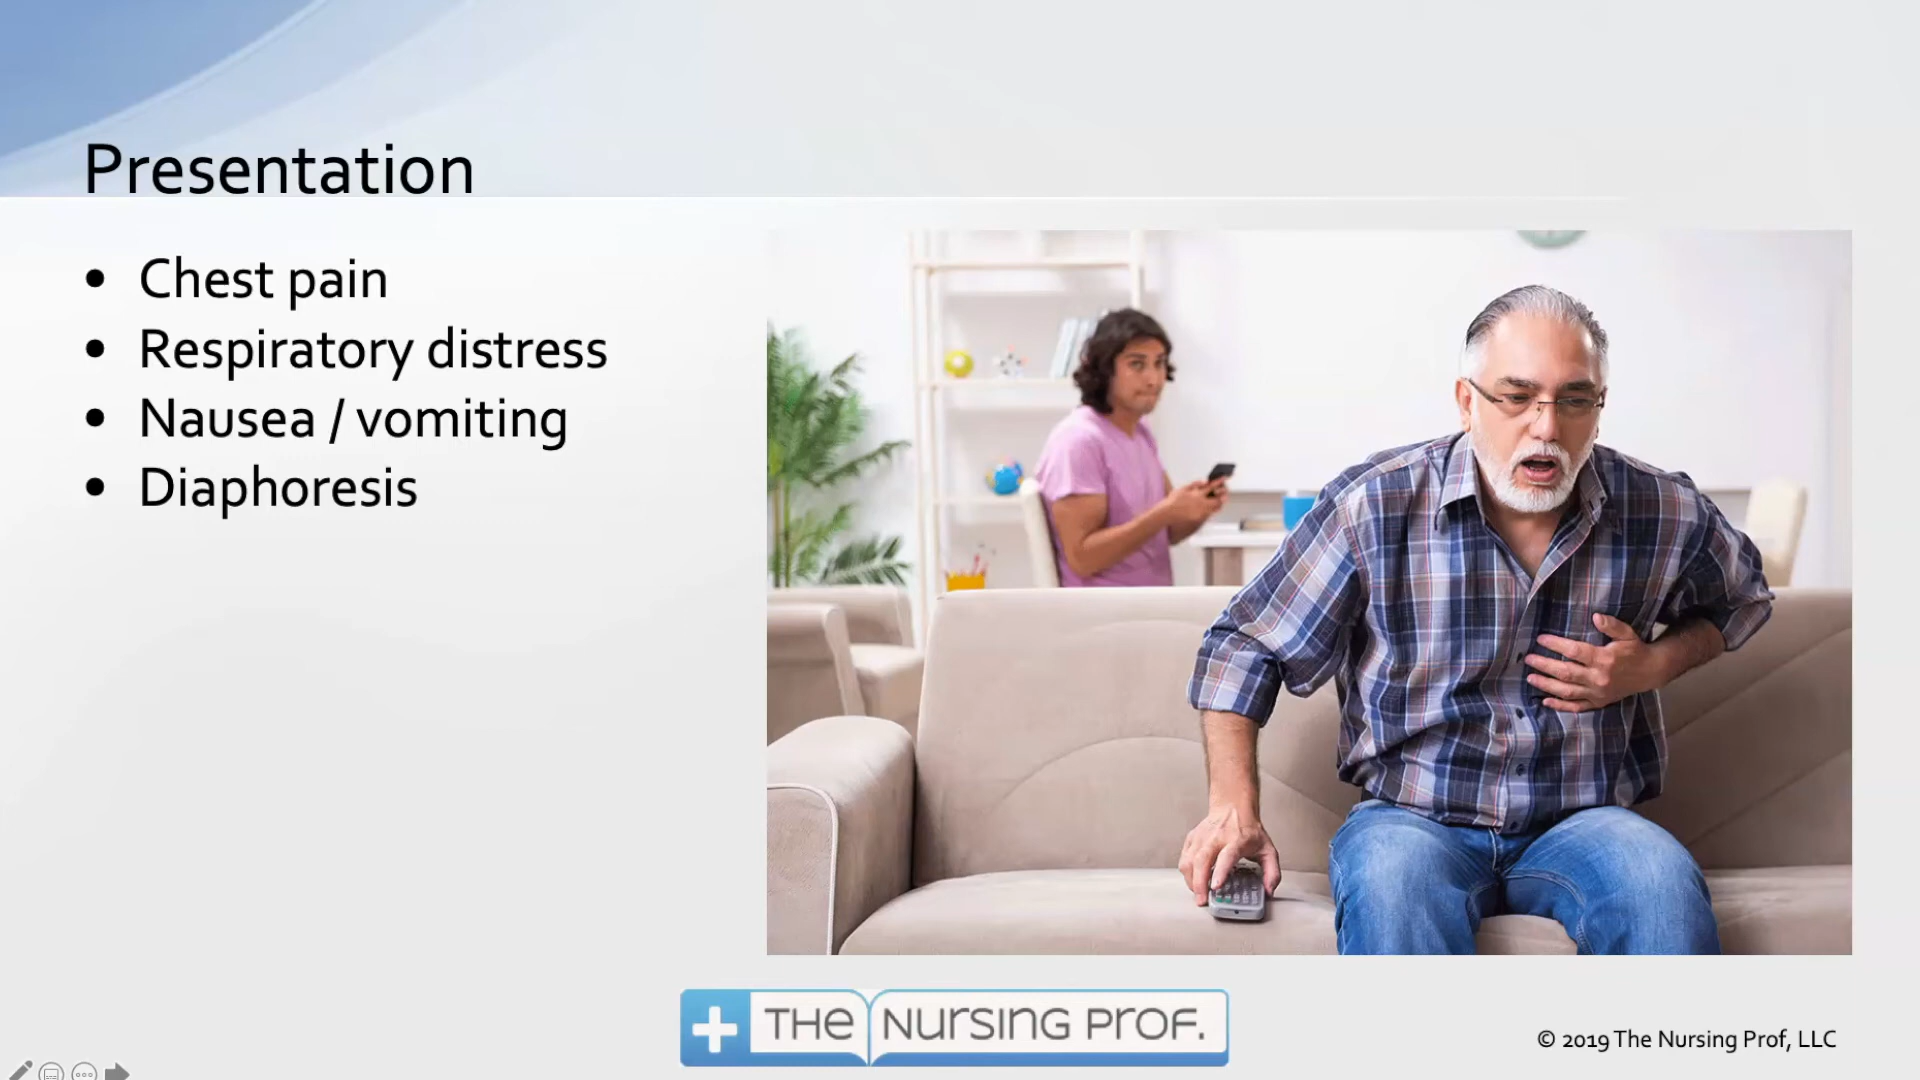 Presentation
• Chest pain
• Respiratory distress
• Nausea / vomiting
• Diaphoresis
THE NURSING PROF.
© 2019 The Nursing Prof, LLC